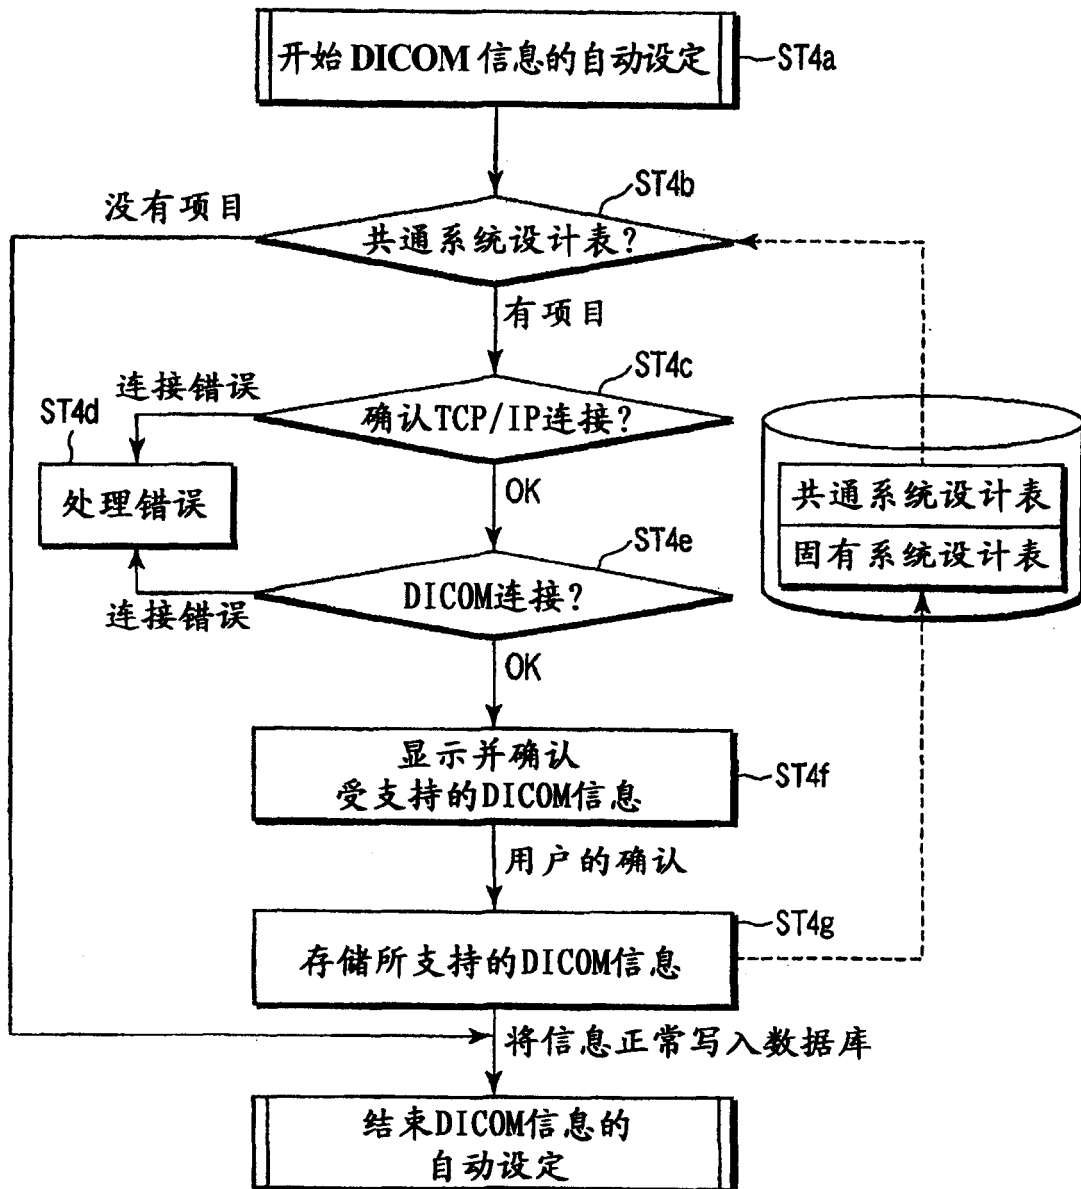 开始 DICOM 信息的自动设定
ST4a
ST4b
没有项目
共通系统设计表?
有项目
ST4c
连接错误
ST4d
确认TCP/IP连接?
处理错误
OK
共通系统设计表
固有系统设计表
ST4e
DICOM连接?
连接错误
OK
显示并确认
受支持的DICOM信息
ST4f
用户的确认
ST4g
存储所支持的DICOM信息
将信息正常写入数据库
结束DICOM信息的
自动设定